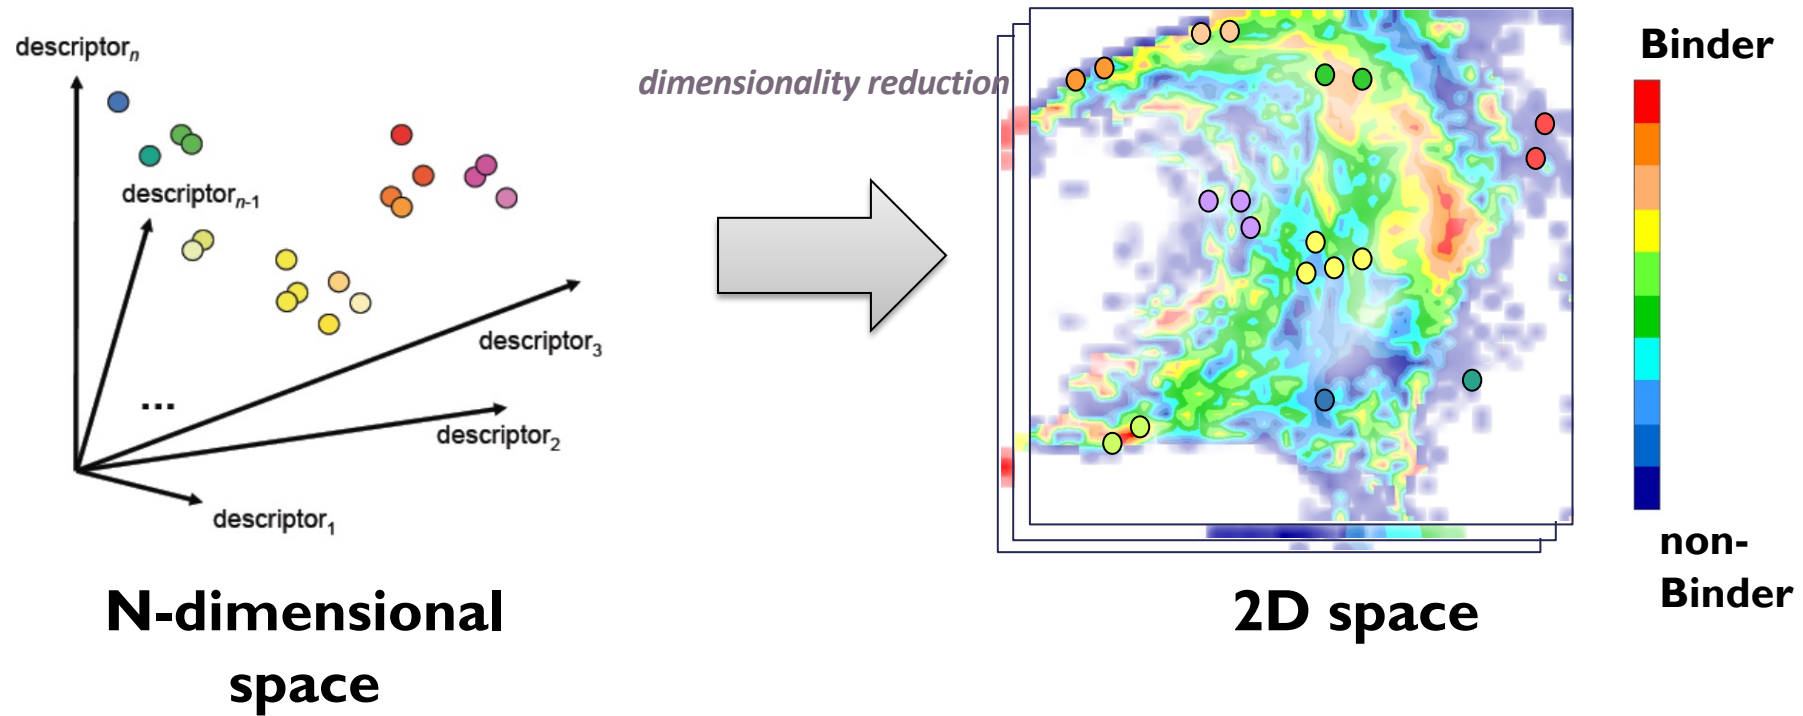 descriptorn
descriptorn-1
descriptor3
...
descriptor2
descriptor1
N-dimensional
space
dimensionality reduction
2D space
Binder
non-
Binder